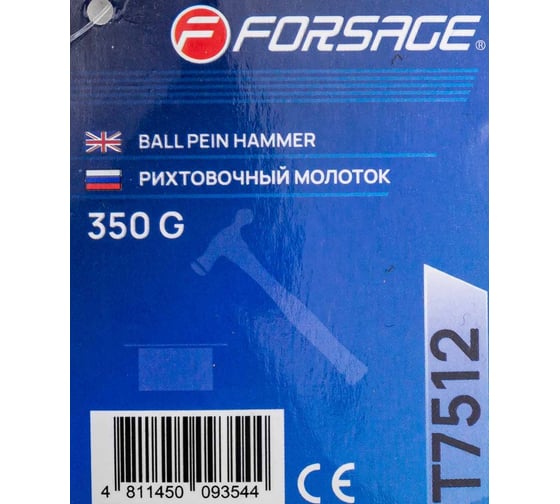 FORSAGE®
BALL PEIN HAMMER
РИХТОВОЧНЫЙ МОЛОТОК
350 G
T7512
4 811450 093544
CE